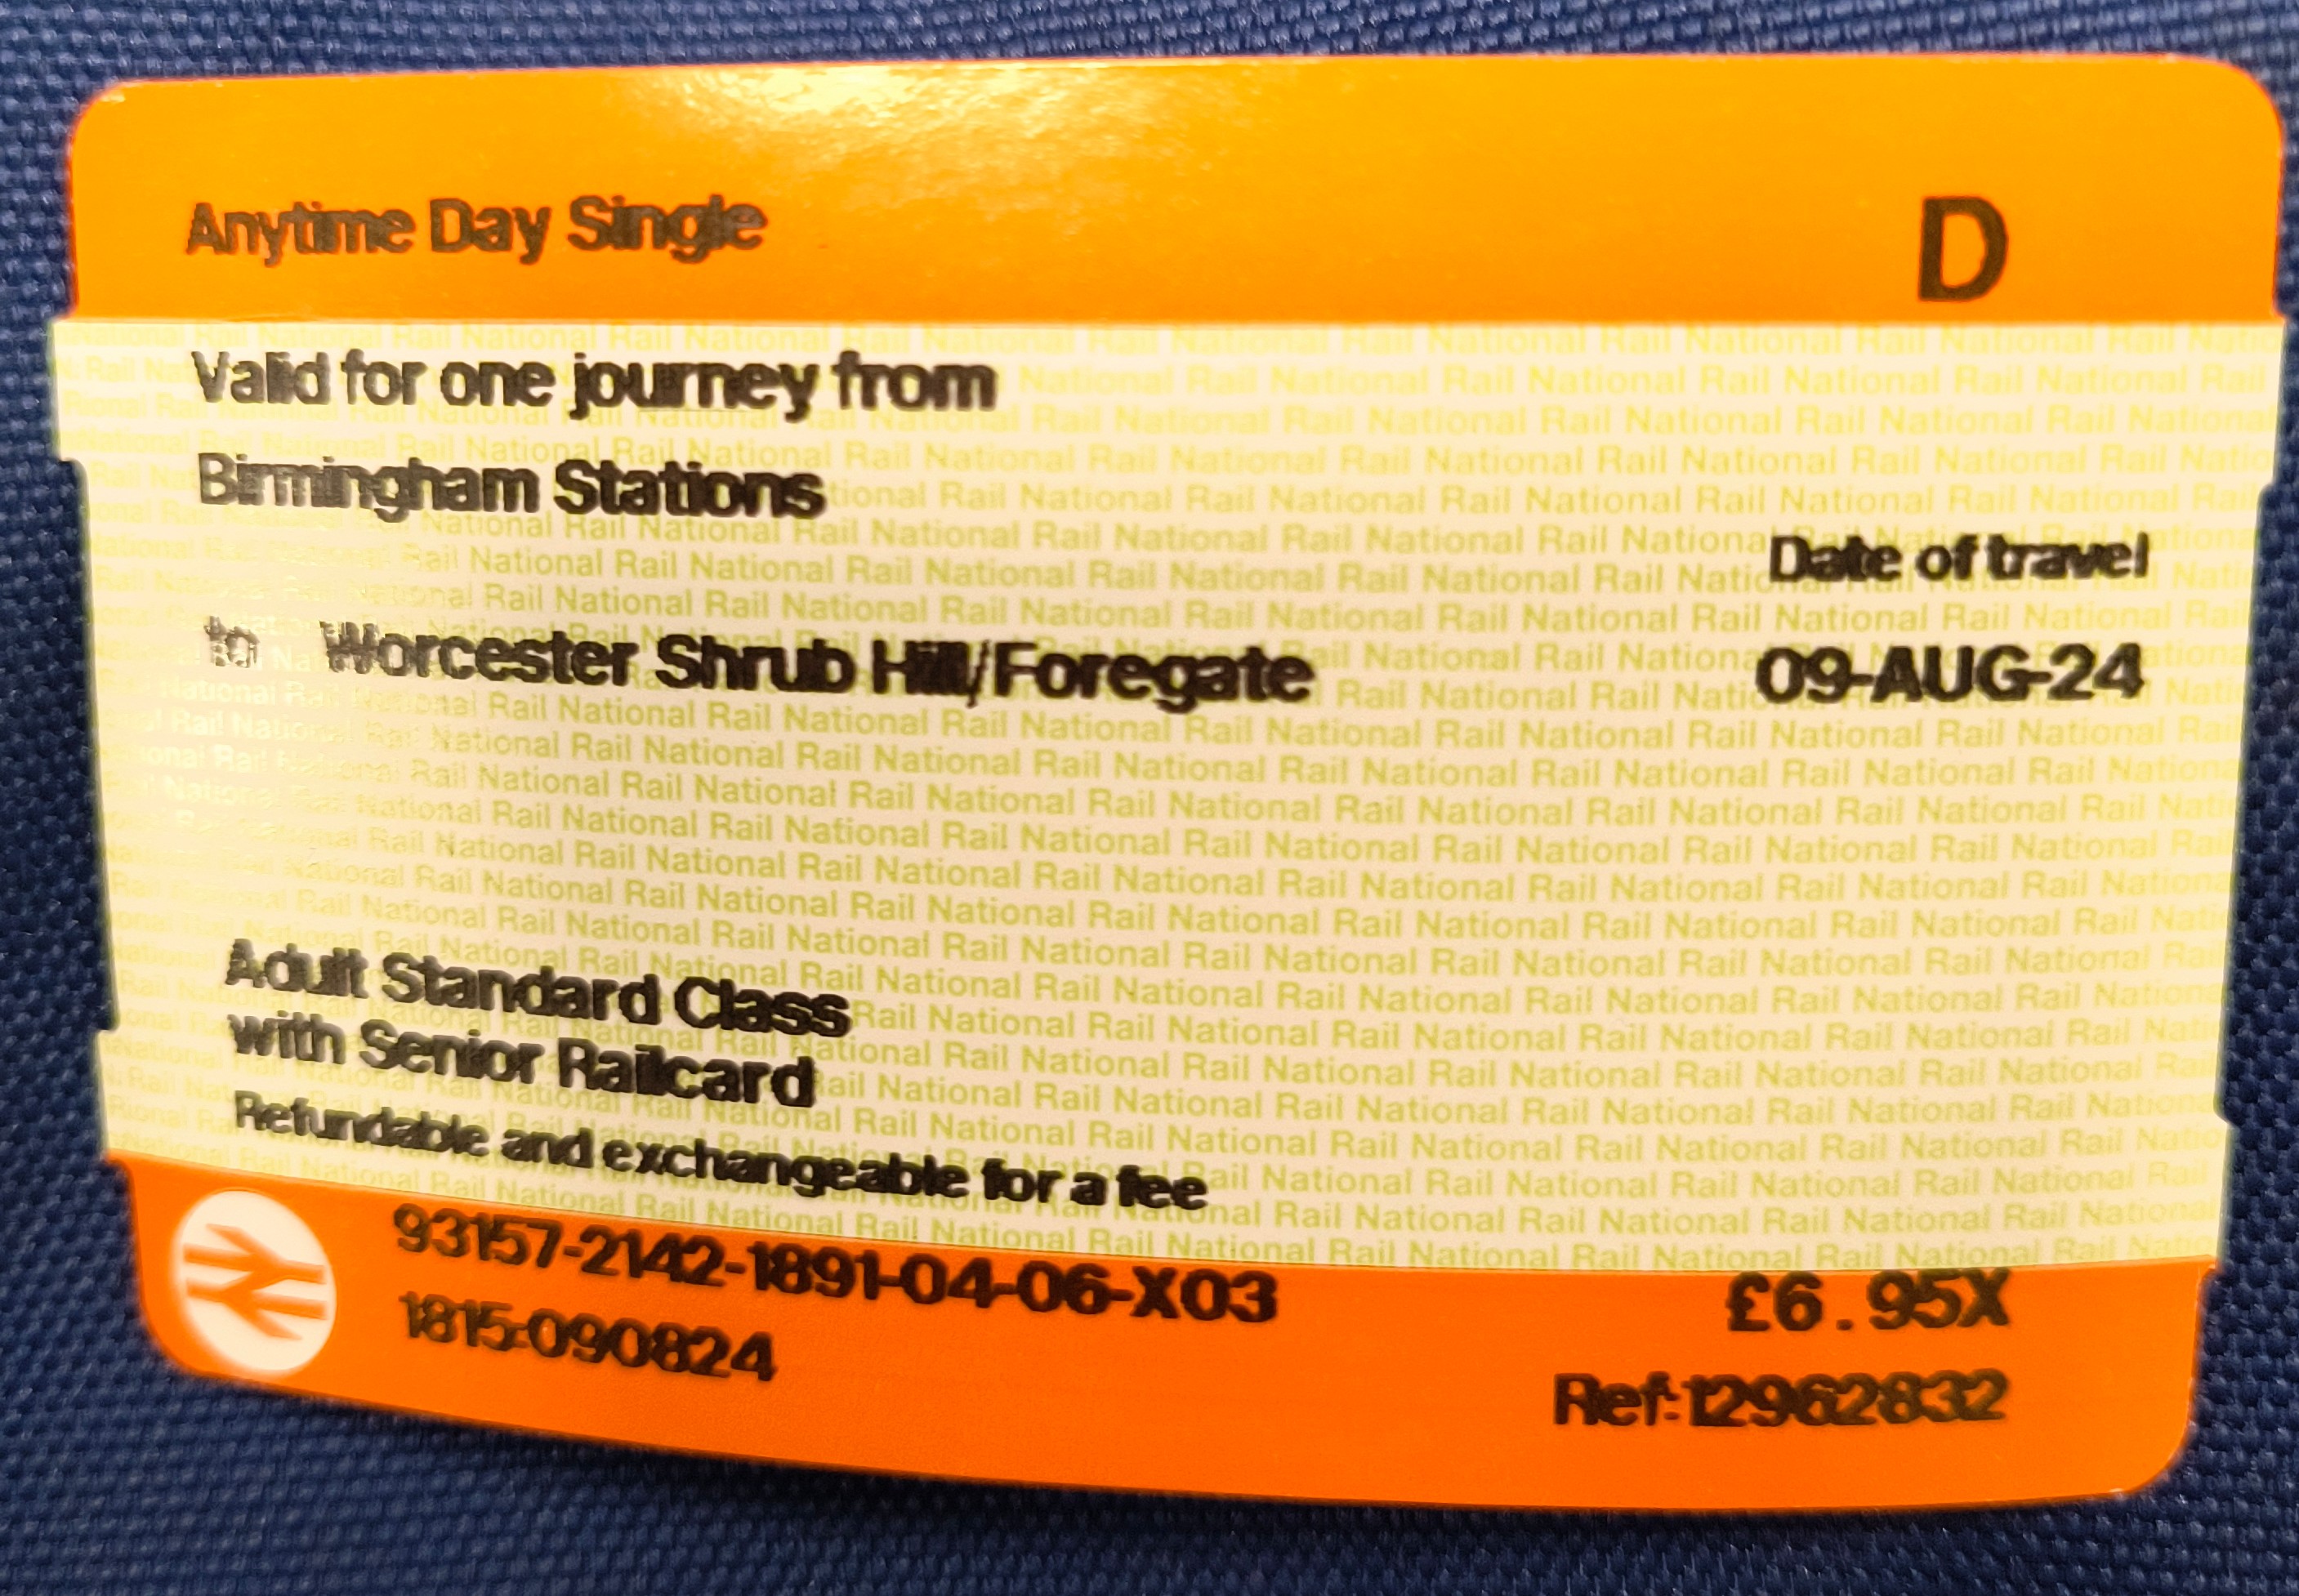 Anytime Day Single
D
Valid for one journey from
Birmingham Stations
Date of travel
to Worcester Shrub Hill/Foregate
09-AUG-24
Adult Standard Class
with Senior Railcard
Refundable and exchangeable for a fee
93157-2142-1891-04-06-X03
£6.95X
1815:090824
Ref:12962832